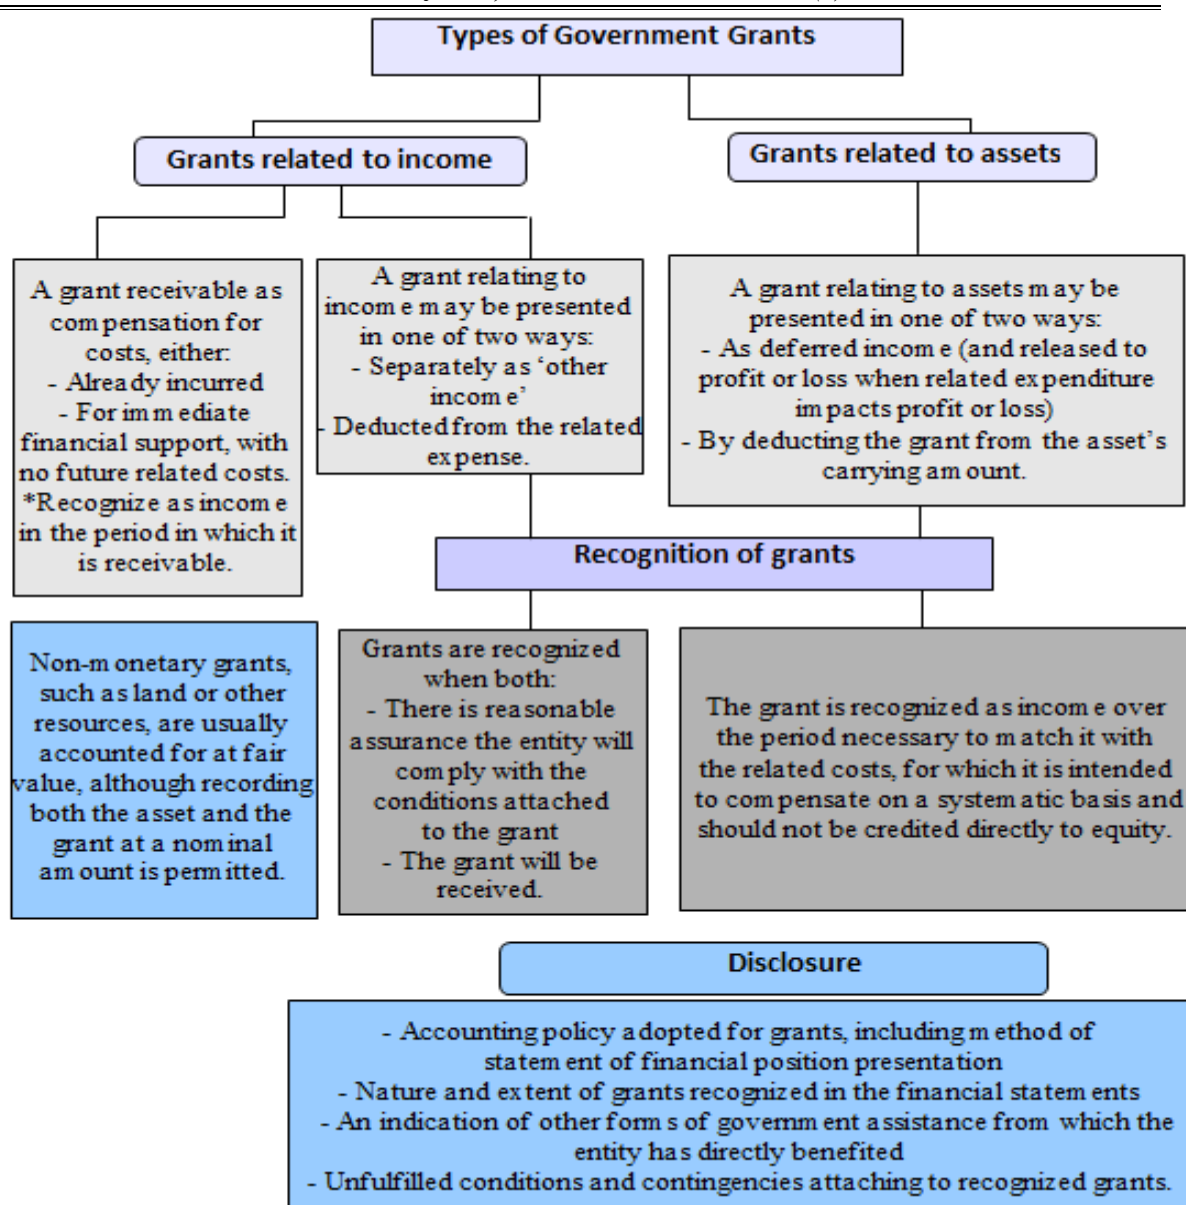 Types of Government Grants
Grants related to income
Grants related to assets
A grant receivable as
compensation for
costs, either:
- Already incurred
- For immediate
financial support, with
no future related costs.
*Recognize as income
in the period in which it
is receivable.
A grant relating to
income may be presented
in one of two ways:
- Separately as ‘other
income’
- Deducted from the related
expense.
A grant relating to assets may be
presented in one of two ways:
- As deferred income (and released to
profit or loss when related expenditure
impacts profit or loss)
- By deducting the grant from the asset’s
carrying amount.
Recognition of grants
Non-monetary grants,
such as land or other
resources, are usually
accounted for at fair
value, although recording
both the asset and the
grant at a nominal
amount is permitted.
Grants are recognized
when both:
- There is reasonable
assurance the entity will
comply with the
conditions attached
to the grant
- The grant will be
received.
The grant is recognized as income over
the period necessary to match it with
the related costs, for which it is intended
to compensate on a systematic basis and
should not be credited directly to equity.
Disclosure
- Accounting policy adopted for grants, including method of
statement of financial position presentation
- Nature and extent of grants recognized in the financial statements
- An indication of other forms of government assistance from which the
entity has directly benefited
- Unfulfilled conditions and contingencies attaching to recognized grants.